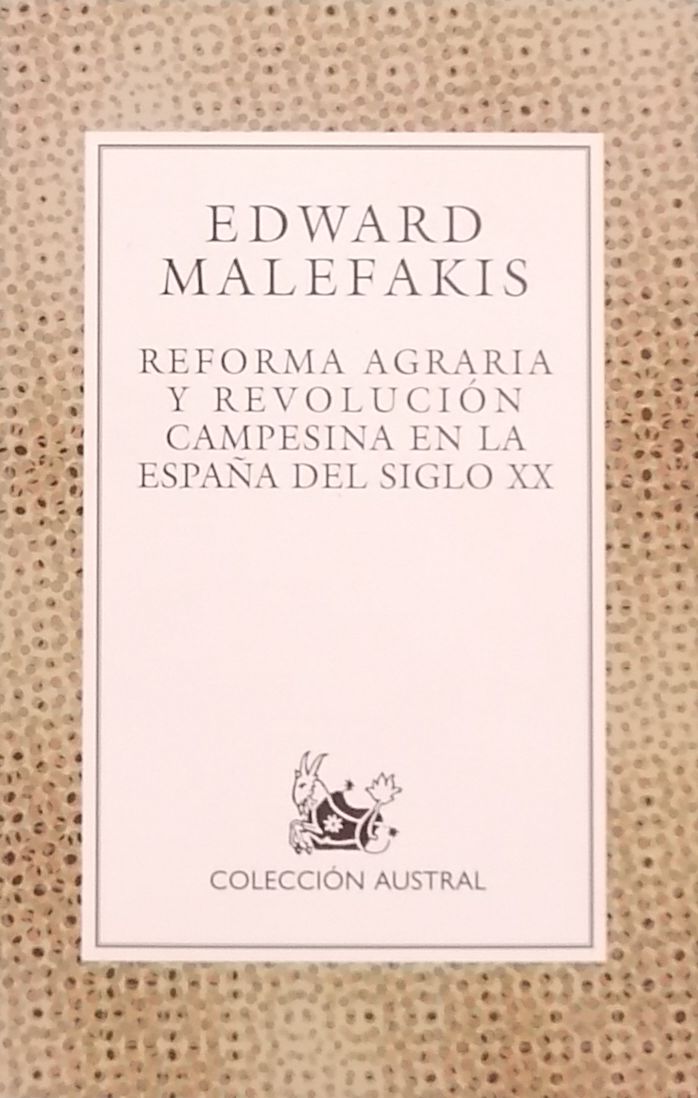 EDWARD
MALEFAKIS
REFORMA AGRARIA
Y REVOLUCIÓN
CAMPESINA EN LA
ESPAÑA DEL SIGLO XX
COLECCIÓN AUSTRAL